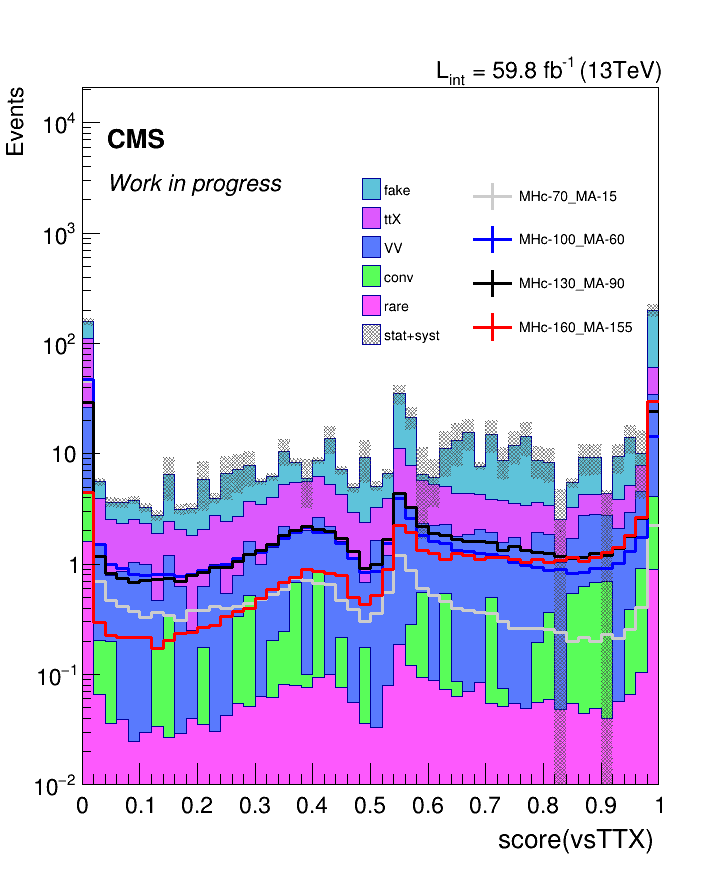 L_int = 59.8 fb^-1 (13TeV)
Events
CMS
Work in progress
fake
ttX
VV
conv
rare
stat+syst
MHc-70_MA-15
MHc-100_MA-60
MHc-130_MA-90
MHc-160_MA-155
10^4
10^3
10^2
10
1
10^−1
10^−2
0 0.1 0.2 0.3 0.4 0.5 0.6 0.7 0.8 0.9 1
score(vsTTX)